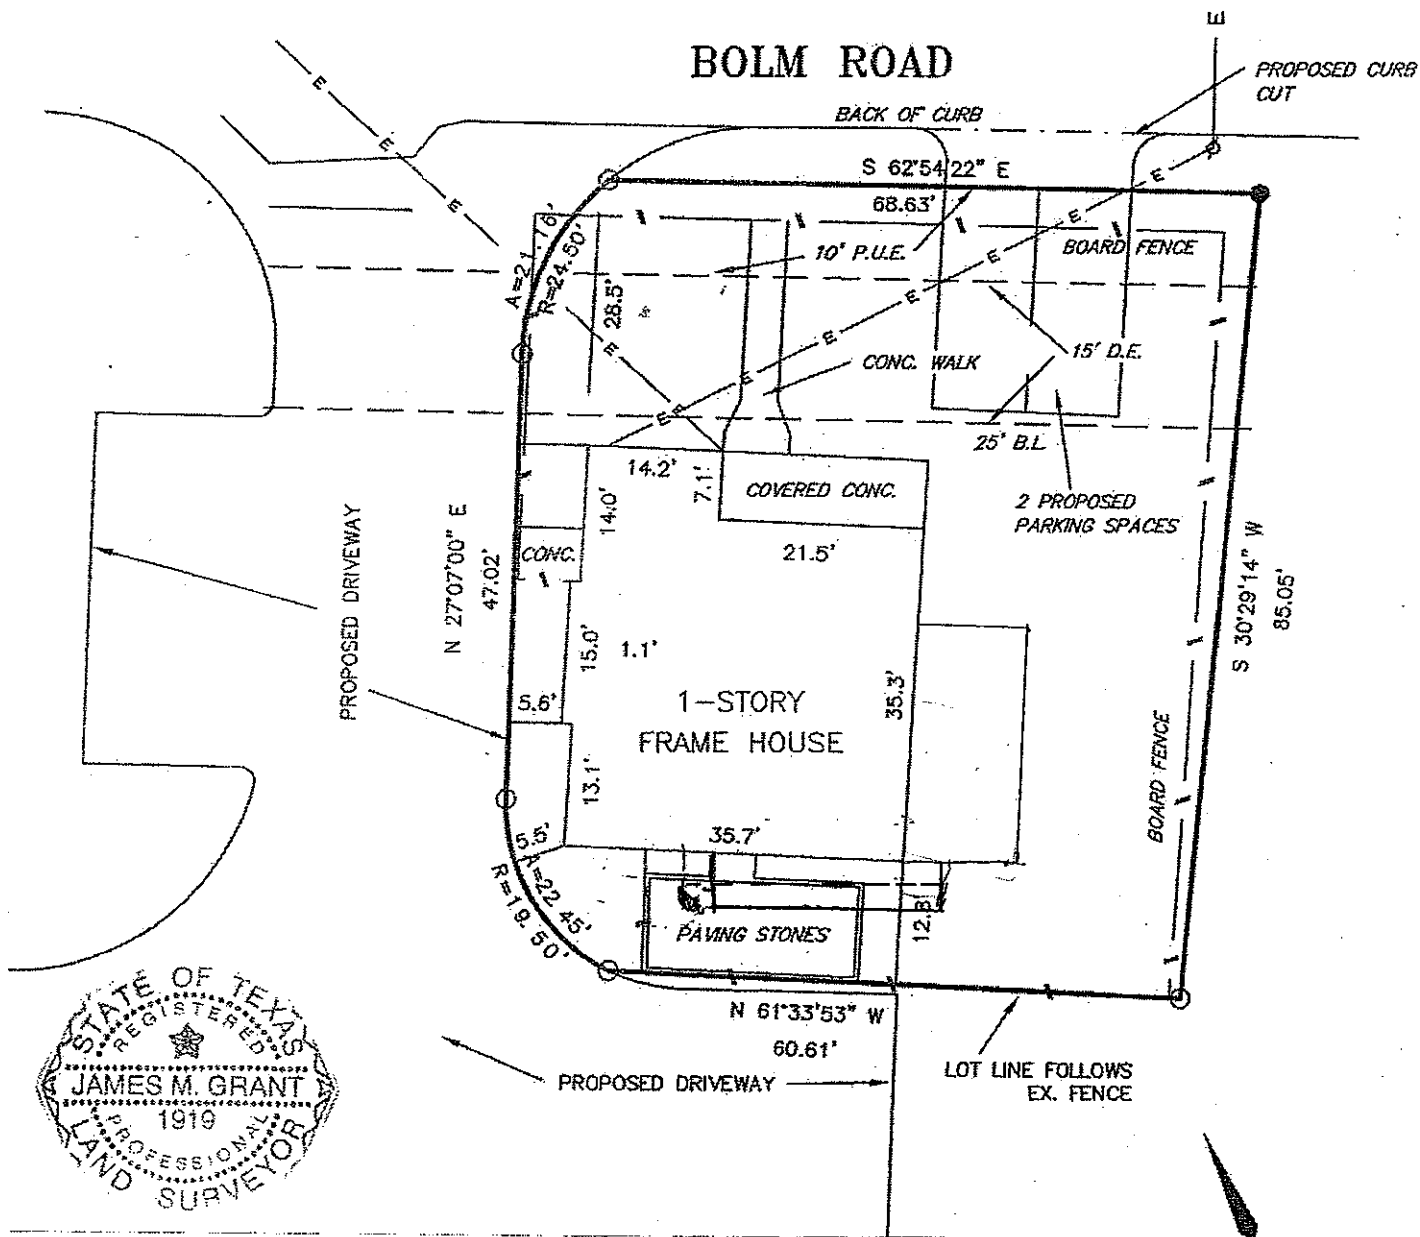 E
BOLM ROAD
PROPOSED CURB
CUT
BACK OF CURB
E
E
E
S 62°54'22" E
68.63'
E
A=21.16'
R=24.50'
10' P.U.E.
BOARD FENCE
E
E
28.5'
E
E
E
15' D.E.
CONC. WALK
E
E
E
25' B.L.
14.2'
7.1'
COVERED CONC.
2 PROPOSED
PARKING SPACES
14.0'
CONC.
21.5'
N 27°07'00" E
47.02'
PROPOSED DRIVEWAY
S 30°29'14" W
85.05'
15.0'
1.1'
5.6'
1-STORY
FRAME HOUSE
35.3'
BOARD FENCE
13.1'
5.5'
35.7'
A=22.45'
R=19.50'
12.3'
PAVING STONES
N 61°33'53" W
60.61'
PROPOSED DRIVEWAY
LOT LINE FOLLOWS
EX. FENCE
STATE OF TEXAS
REGISTERED
JAMES M. GRANT
1919
PROFESSIONAL
LAND SURVEYOR